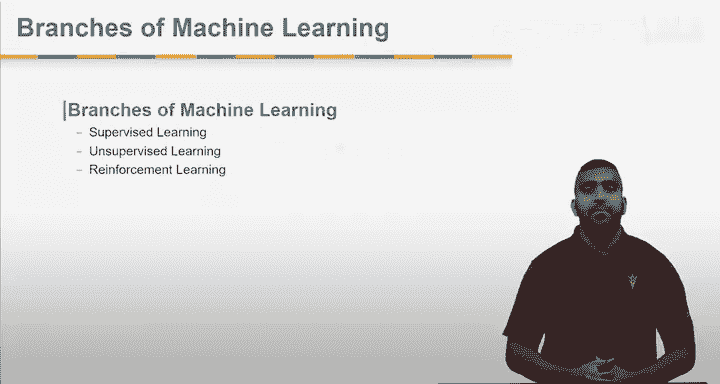 Branches of Machine Learning
Branches of Machine Learning
– Supervised Learning
– Unsupervised Learning
– Reinforcement Learning